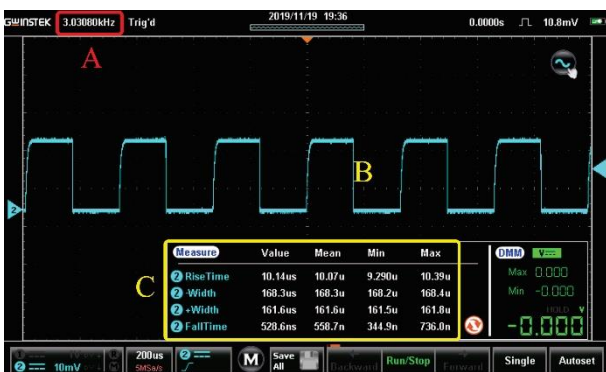 GWINSTEK 3.03080kHz Trig'd 2019/11/19 19:36 0.0000s 10.8mV
A
B
C
2
Measure Value Mean Min Max
2 RiseTime 10.14us 10.07u 9.290u 10.39u
2 -Width 168.3us 168.3u 168.2u 168.4u
2 +Width 161.6us 161.6u 161.5u 161.8u
2 FallTime 528.6ns 558.7n 344.9n 736.0n
DMM V
Max 0.000
Min -0.000
HOLD V
-0.000
2 10mV 200us 5MSa/s 2 M Save All Backward Run/Stop Forward Single Autoset